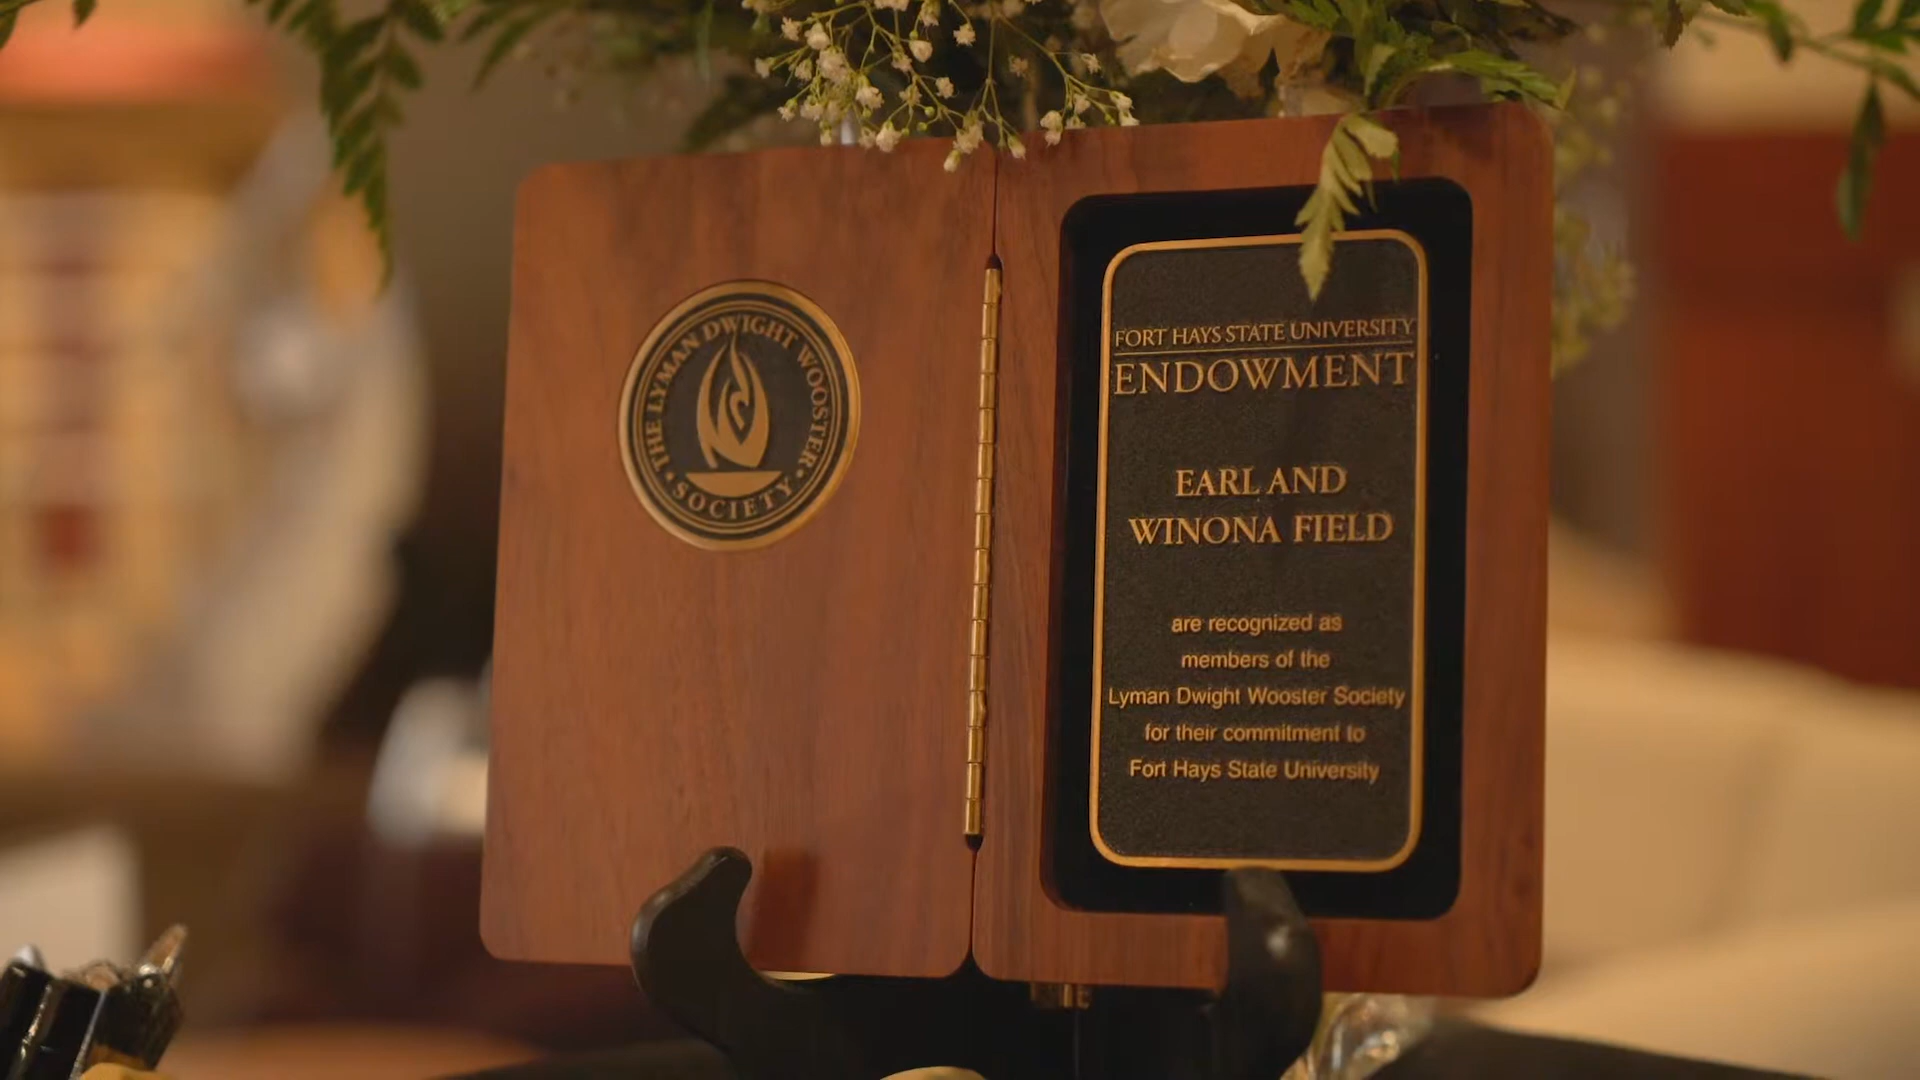 THE LYMAN DWIGHT WOOSTER
SOCIETY
FORT HAYS STATE UNIVERSITY
ENDOWMENT
EARL AND
WINONA FIELD
are recognized as
members of the
Lyman Dwight Wooster Society
for their commitment to
Fort Hays State University